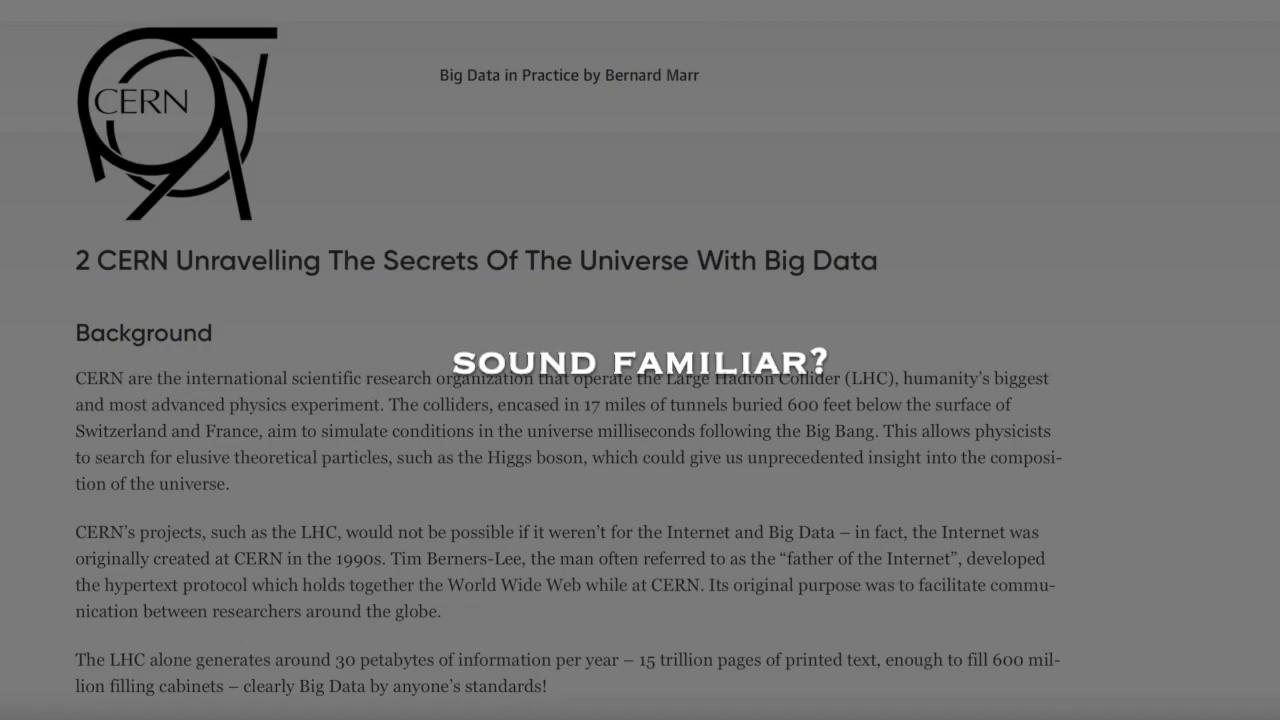 CERN
Big Data in Practice by Bernard Marr
2 CERN Unravelling The Secrets Of The Universe With Big Data
Background
SOUND FAMILIAR?
CERN are the international scientific research organization that operate the Large Hadron Collider (LHC), humanity’s biggest
and most advanced physics experiment. The colliders, encased in 17 miles of tunnels buried 600 feet below the surface of
Switzerland and France, aim to simulate conditions in the universe milliseconds following the Big Bang. This allows physicists
to search for elusive theoretical particles, such as the Higgs boson, which could give us unprecedented insight into the composi-
tion of the universe.
CERN’s projects, such as the LHC, would not be possible if it weren’t for the Internet and Big Data – in fact, the Internet was
originally created at CERN in the 1990s. Tim Berners-Lee, the man often referred to as the “father of the Internet”, developed
the hypertext protocol which holds together the World Wide Web while at CERN. Its original purpose was to facilitate commu-
nication between researchers around the globe.
The LHC alone generates around 30 petabytes of information per year – 15 trillion pages of printed text, enough to fill 600 mil-
lion filling cabinets – clearly Big Data by anyone’s standards!